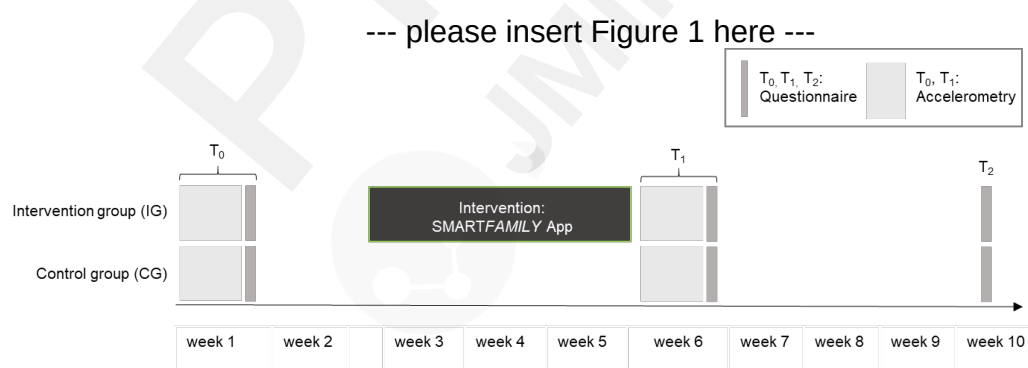 --- please insert Figure 1 here ---
T0, T1, T2:
Questionnaire
T0, T1:
Accelerometry
T0
T1
T2
Intervention group (IG)
Intervention:
SMARTFAMILY App
Control group (CG)
week 1
week 2
week 3
week 4
week 5
week 6
week 7
week 8
week 9
week 10